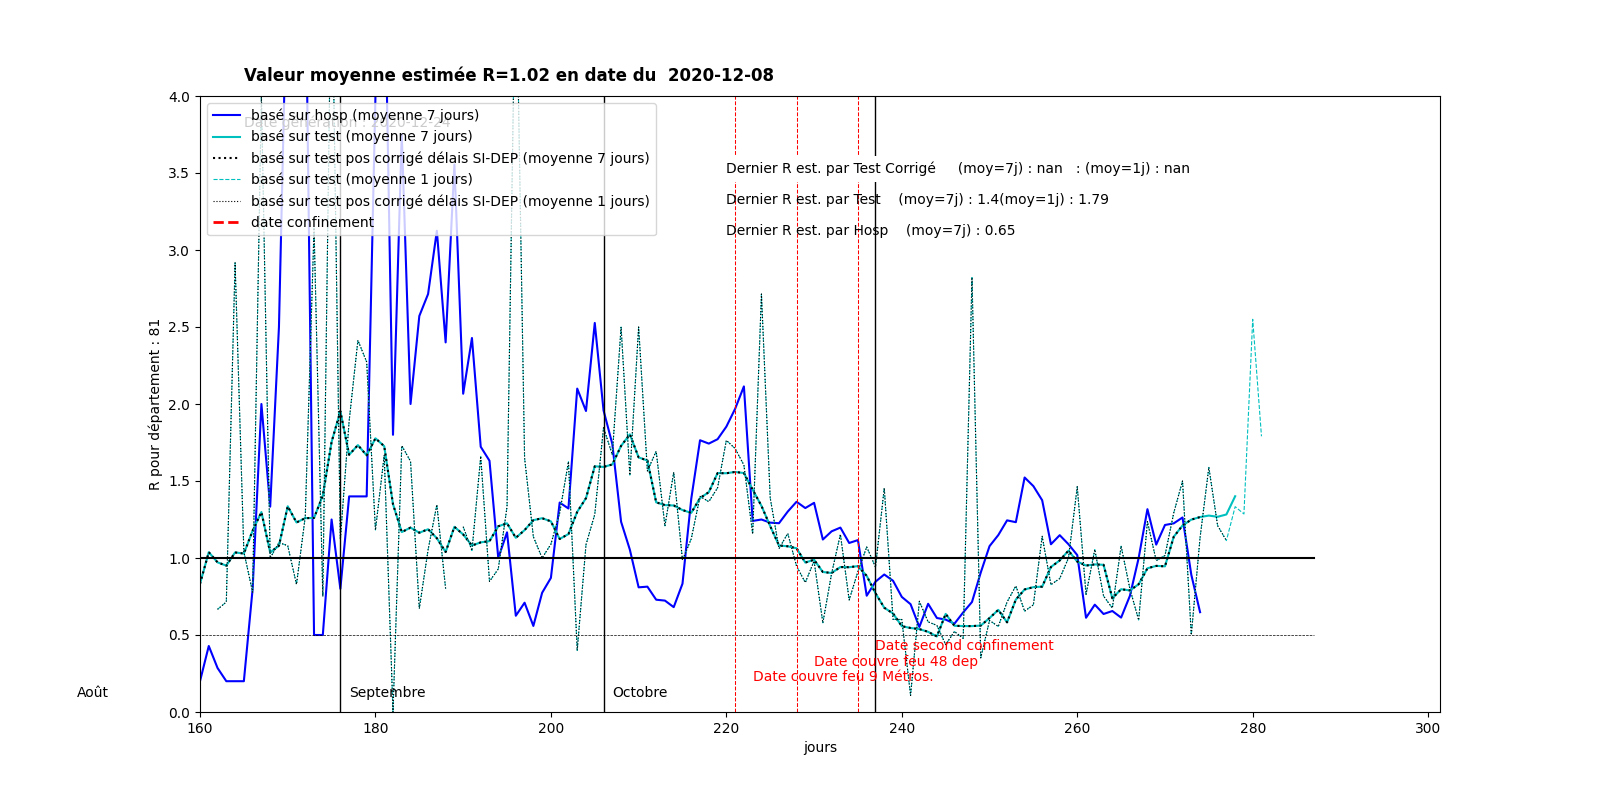 Valeur moyenne estimée R=1.02 en date du  2020-12-08
4.0
3.5
3.0
2.5
2.0
1.5
1.0
0.5
0.0
R pour département : 81
basé sur hosp (moyenne 7 jours)
basé sur test (moyenne 7 jours)
basé sur test pos corrigé délais SI-DEP (moyenne 7 jours)
basé sur test (moyenne 1 jours)
basé sur test pos corrigé délais SI-DEP (moyenne 1 jours)
date confinement
Dernier R est. par Test Corrigé     (moy=7j) : nan   : (moy=1j) : nan
Dernier R est. par Test    (moy=7j) : 1.4(moy=1j) : 1.79
Dernier R est. par Hosp    (moy=7j) : 0.65
Date second confinement
Date couvre feu 48 dep
Date couvre feu 9 Métros.
Août
Septembre
Octobre
160 180 200 220 240 260 280 300
jours